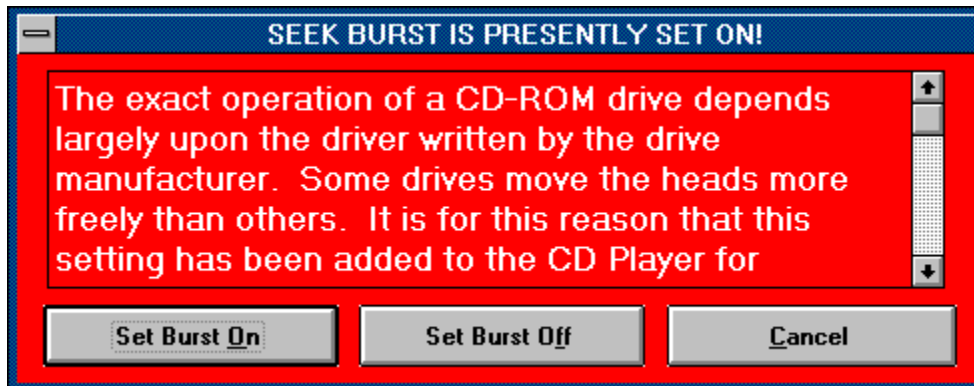 SEEK BURST IS PRESENTLY SET ON!
The exact operation of a CD-ROM drive depends
largely upon the driver written by the drive
manufacturer.  Some drives move the heads more
freely than others.  It is for this reason that this
setting has been added to the CD Player for
Set Burst On
Set Burst Off
Cancel